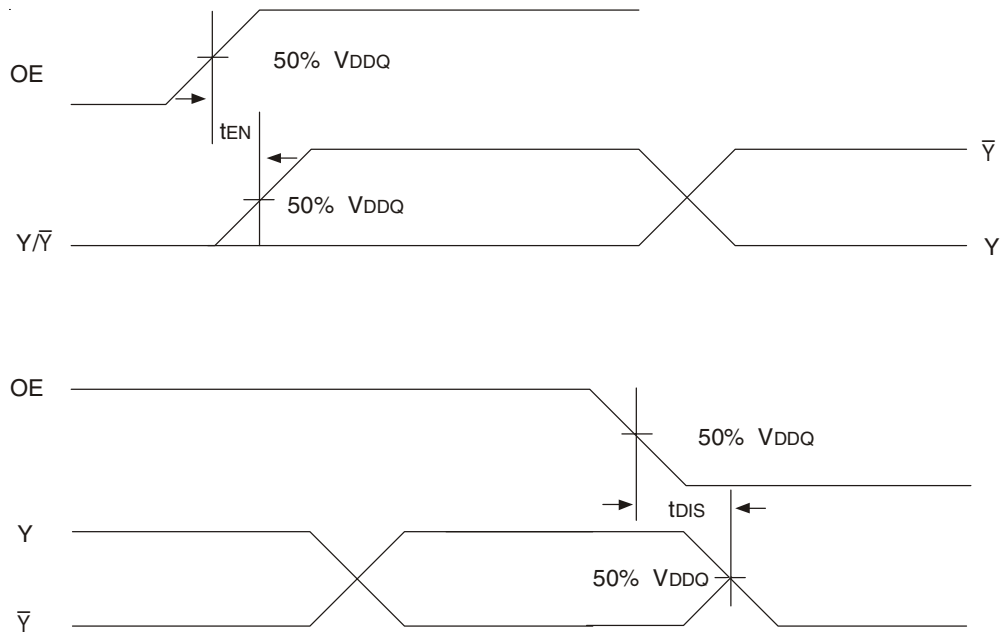 50% VDDQ
OE
tEN
Y̅
50% VDDQ
Y/Y̅
Y
OE
50% VDDQ
tDIS
Y
50% VDDQ
Y̅